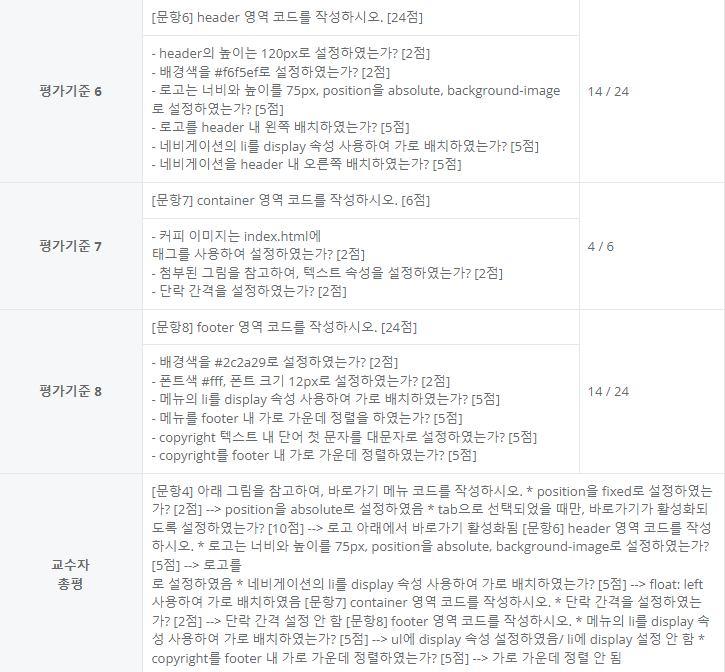 [문항6] header 영역 코드를 작성하시오. [24점]
평가기준 6
- header의 높이는 120px로 설정하였는가? [2점]
- 배경색을 #f6f5ef로 설정하였는가? [2점]
- 로고는 너비와 높이를 75px, position을 absolute, background-image
로 설정하였는가? [5점]
- 로고를 header 내 왼쪽 배치하였는가? [5점]
- 네비게이션의 li를 display 속성 사용하여 가로 배치하였는가? [5점]
- 네비게이션을 header 내 오른쪽 배치하였는가? [5점]
14 / 24
[문항7] container 영역 코드를 작성하시오. [6점]
평가기준 7
- 커피 이미지는 index.html에
태그를 사용하여 설정하였는가? [2점]
- 첨부된 그림을 참고하여, 텍스트 속성을 설정하였는가? [2점]
- 단락 간격을 설정하였는가? [2점]
4 / 6
[문항8] footer 영역 코드를 작성하시오. [24점]
평가기준 8
- 배경색을 #2c2a29로 설정하였는가? [2점]
- 폰트색 #fff, 폰트 크기 12px로 설정하였는가? [2점]
- 메뉴의 li를 display 속성 사용하여 가로 배치하였는가? [5점]
- 메뉴를 footer 내 가로 가운데 정렬을 하였는가? [5점]
- copyright 텍스트 내 단어 첫 문자를 대문자로 설정하였는가? [5점]
- copyright를 footer 내 가로 가운데 정렬하였는가? [5점]
14 / 24
교수자
총평
[문항4] 아래 그림을 참고하여, 바로가기 메뉴 코드를 작성하시오. * position을 fixed로 설정하였는
가? [2점] --> position을 absolute로 설정하였음 * tab으로 선택되었을 때만, 바로가기가 활성화되
도록 설정하였는가? [10점] --> 로고 아래에서 바로가기 활성화됨 [문항6] header 영역 코드를 작성
하시오. * 로고는 너비와 높이를 75px, position을 absolute, background-image로 설정하였는가?
[5점] --> 로고를
로 설정하였음 * 네비게이션의 li를 display 속성 사용하여 가로 배치하였는가? [5점] --> float: left
사용하여 가로 배치하였음 [문항7] container 영역 코드를 작성하시오. * 단락 간격을 설정하였는
가? [2점] --> 단락 간격 설정 안 함 [문항8] footer 영역 코드를 작성하시오. * 메뉴의 li를 display 속
성 사용하여 가로 배치하였는가? [5점] --> ul에 display 속성 설정하였음/ li에 display 설정 안 함 *
copyright를 footer 내 가로 가운데 정렬하였는가? [5점] --> 가로 가운데 정렬 안 됨